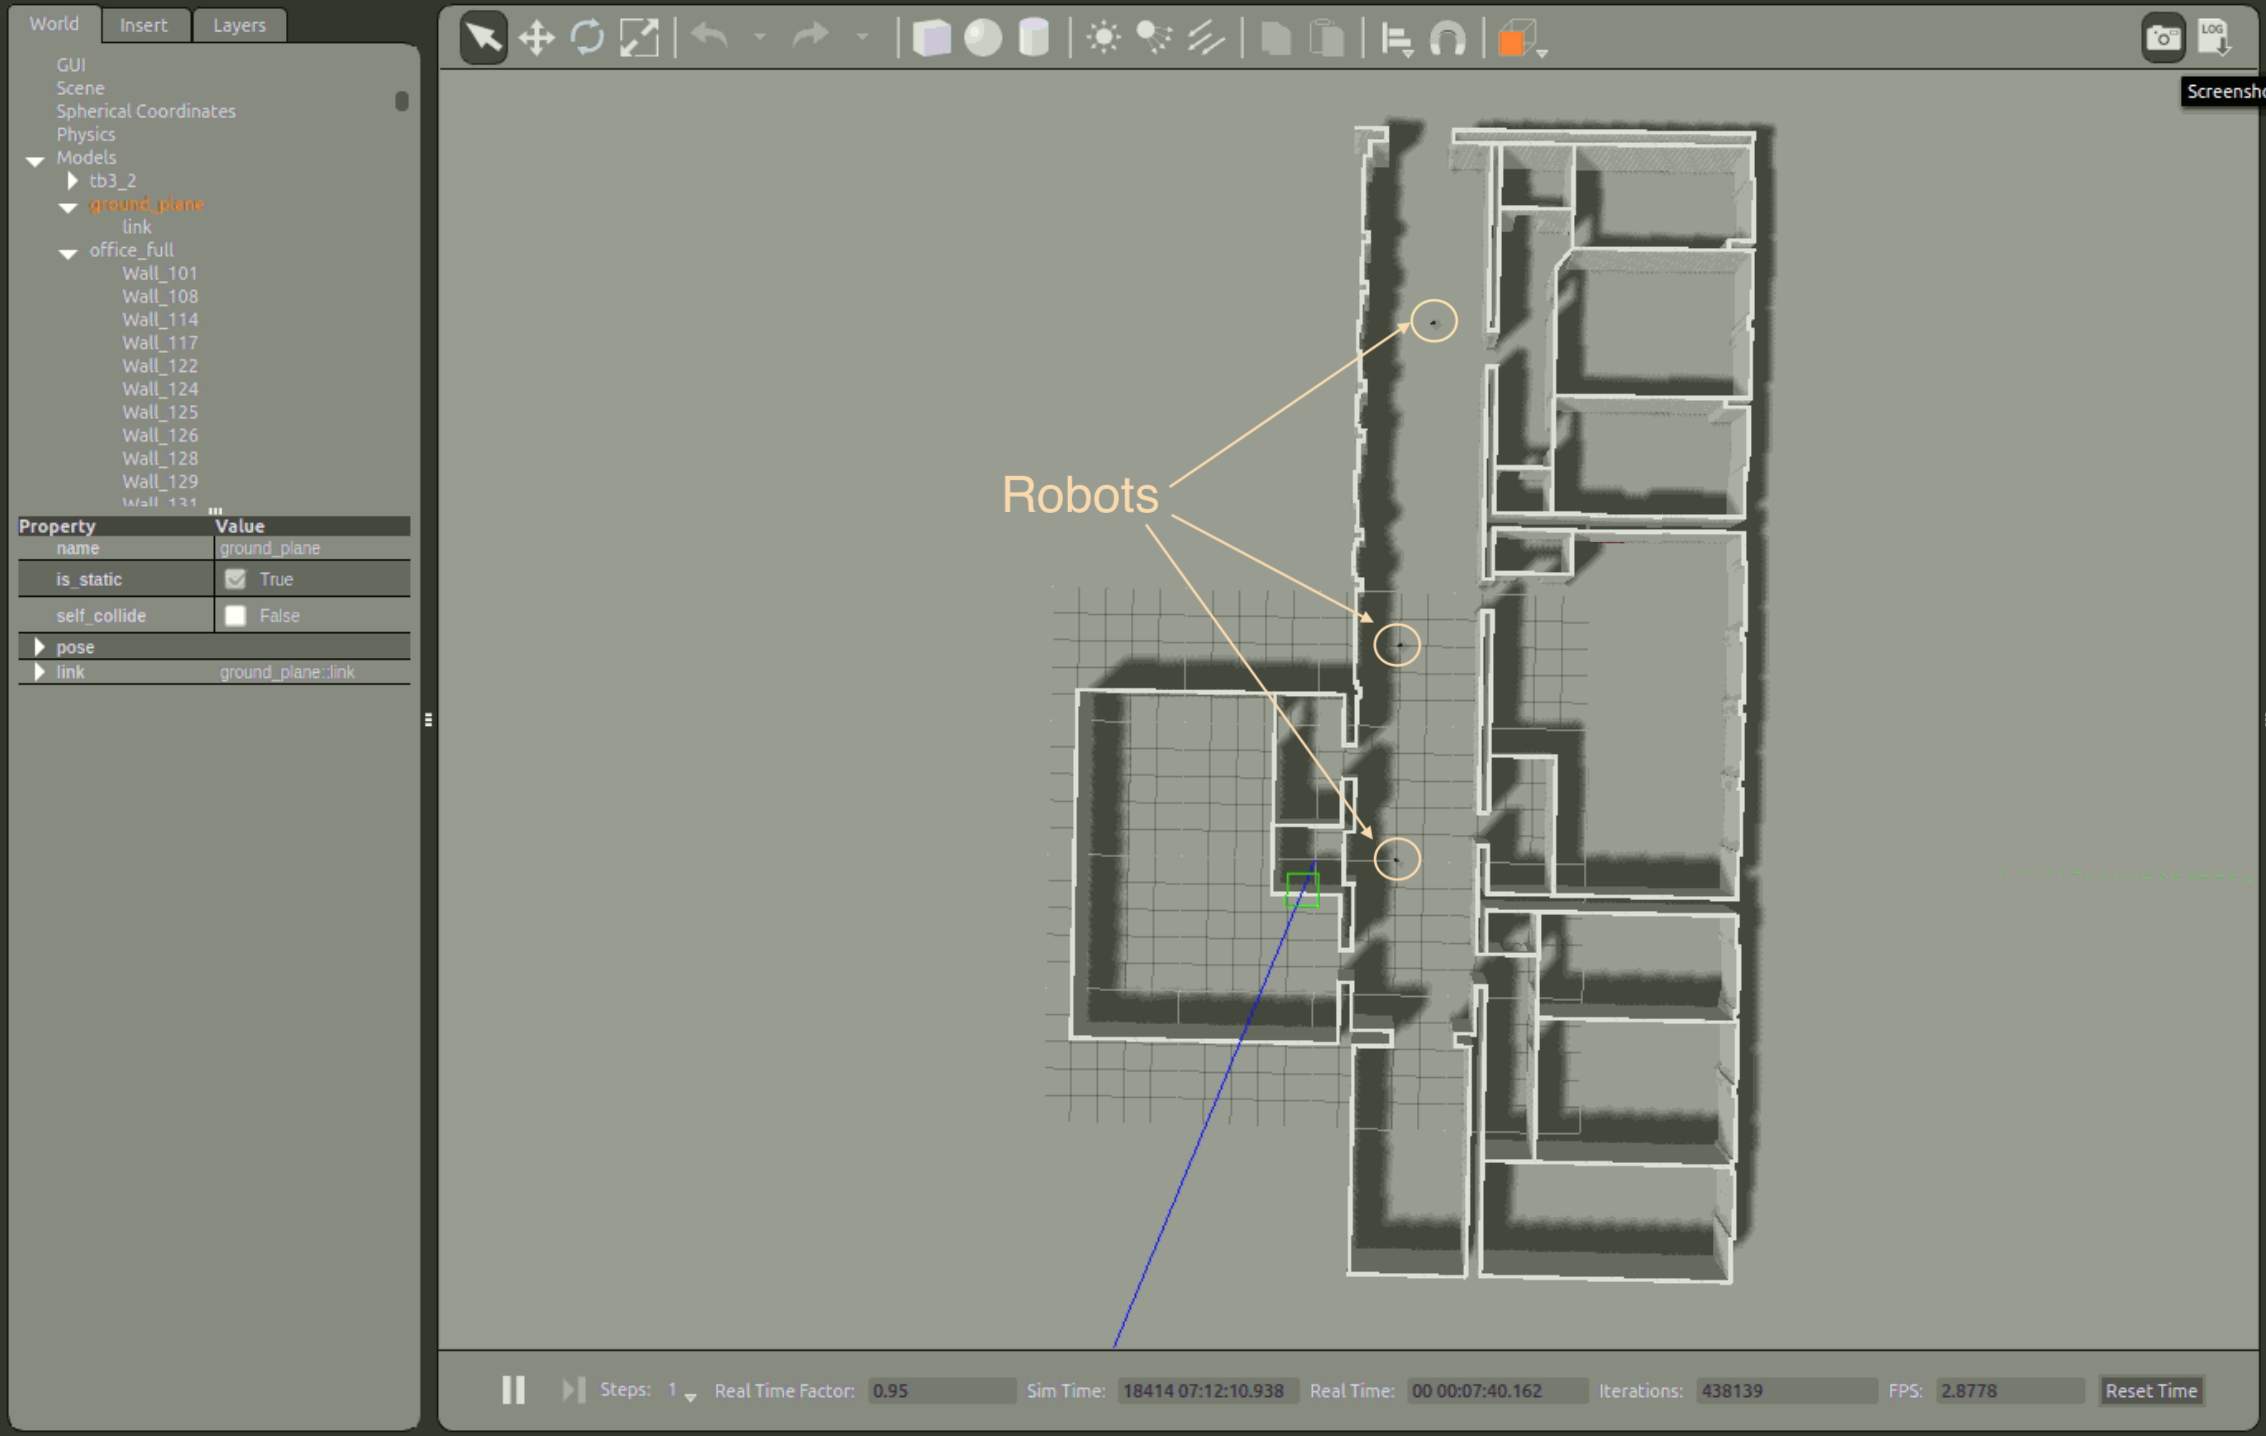 World Insert Layers
GUI
Scene
Spherical Coordinates
Physics
Models
tb3_2
ground_plane
link
office_full
Wall_101
Wall_108
Wall_114
Wall_117
Wall_122
Wall_124
Wall_125
Wall_126
Wall_128
Wall_129
Wall_131
Property Value
name ground_plane
is_static True
self_collide False
pose
link ground_plane::link
LOG
Screensho
Robots
Steps: 1 Real Time Factor: 0.95 Sim Time: 18414 07:12:10.938 Real Time: 00 00:07:40.162 Iterations: 438139 FPS: 2.8778 Reset Time